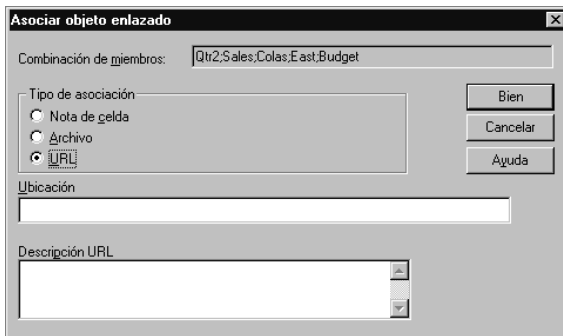 Asociar objeto enlazado
Combinación de miembros: Qtr2;Sales;Colas;East;Budget
Tipo de asociación
Nota de celda
Archivo
URL
Bien
Cancelar
Ayuda
Ubicación
Descripción URL